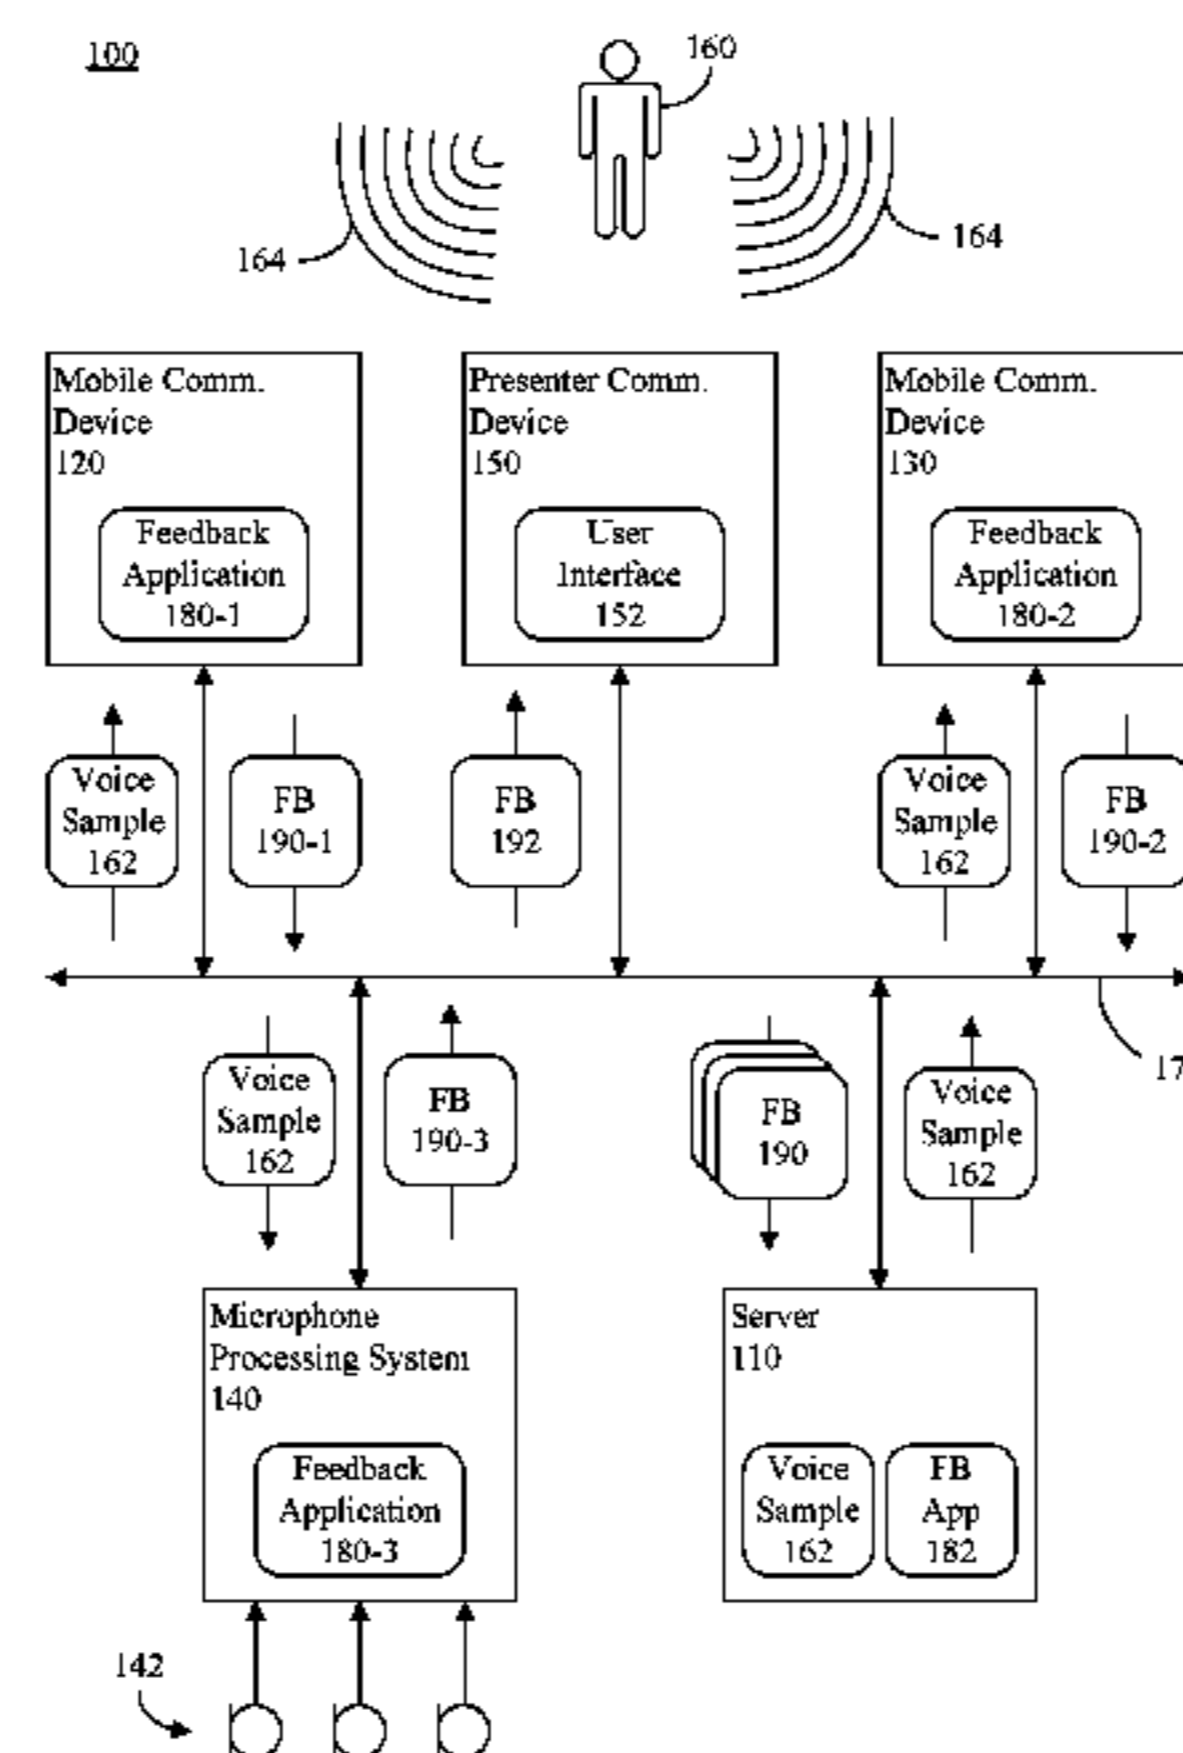 100
160
164
164
Mobile Comm.
Device
120
Feedback
Application
180-1
Presenter Comm.
Device
150
User
Interface
152
Mobile Comm.
Device
130
Feedback
Application
180-2
Voice
Sample
162
FB
190-1
FB
192
Voice
Sample
162
FB
190-2
17
Voice
Sample
162
FB
190-3
FB
190
Voice
Sample
162
Microphone
Processing System
140
Feedback
Application
180-3
Server
110
Voice
Sample
162
FB
App
182
142